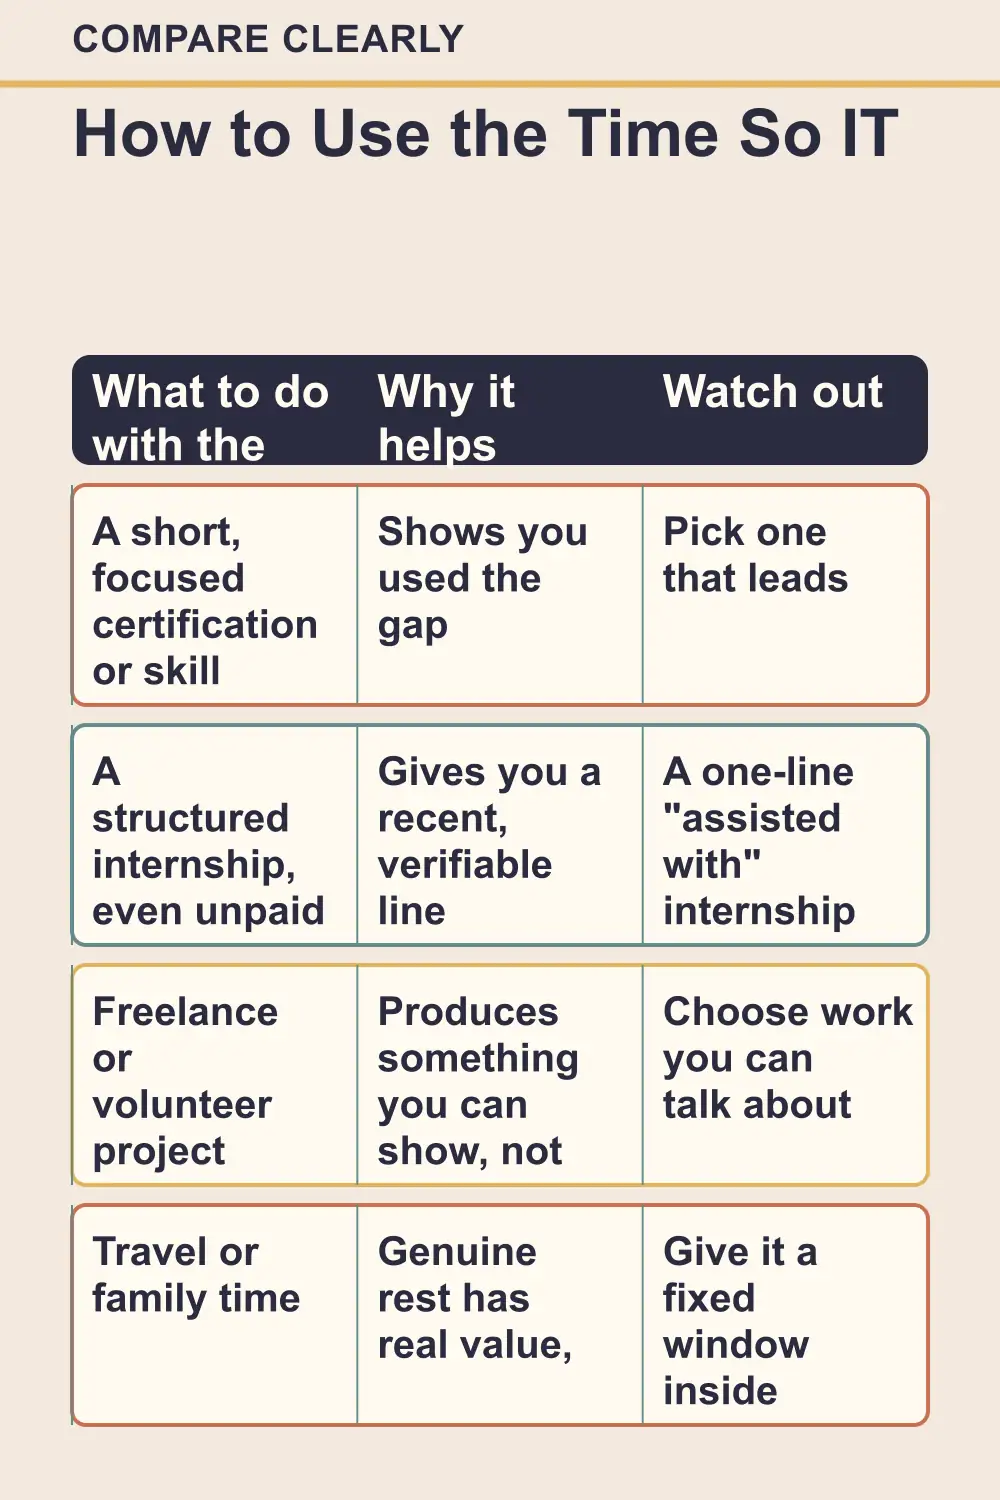 COMPARE CLEARLY
How to Use the Time So IT
What to do
with the
Why it
helps
Watch out
A short,
focused
certification
or skill
Shows you
used the
gap
Pick one
that leads
A
structured
internship,
even unpaid
Gives you a
recent,
verifiable
line
A one-line
"assisted
with"
internship
Freelance
or
volunteer
project
Produces
something
you can
show, not
Choose work
you can
talk about
Travel or
family time
Genuine
rest has
real value,
Give it a
fixed
window
inside